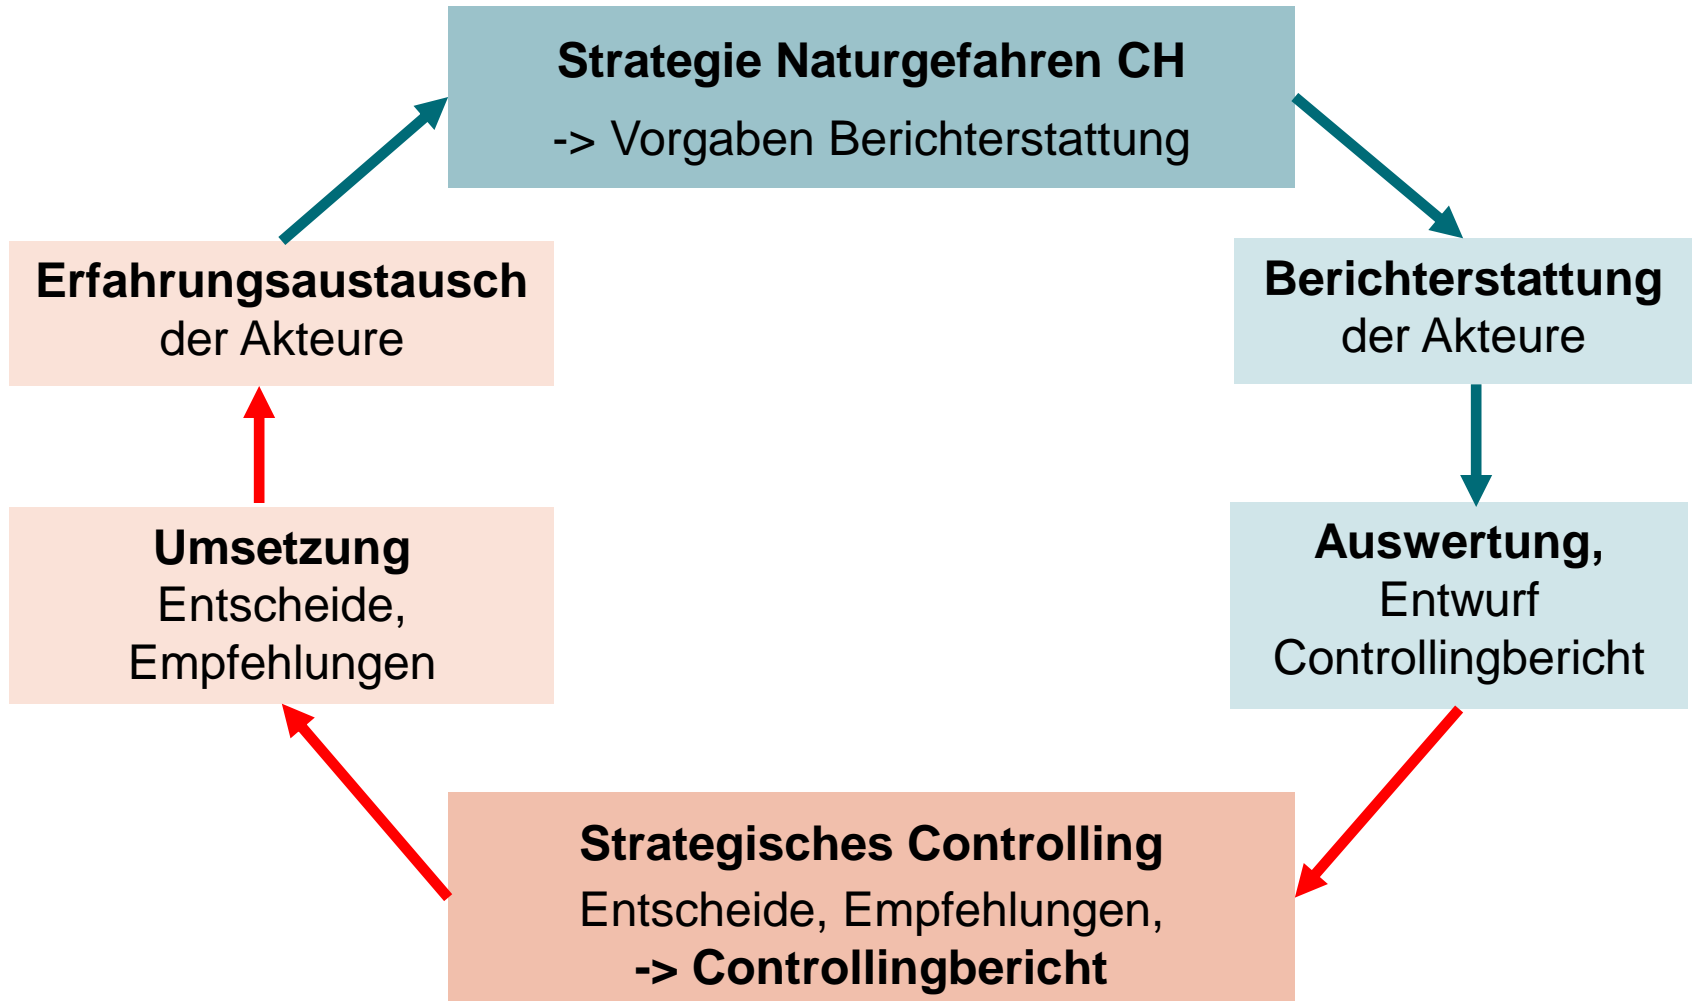 Strategie Naturgefahren CH
-> Vorgaben Berichterstattung
Erfahrungsaustausch
der Akteure
Berichterstattung
der Akteure
Umsetzung
Entscheide,
Empfehlungen
Auswertung,
Entwurf
Controllingbericht
Strategisches Controlling
Entscheide, Empfehlungen,
-> Controllingbericht